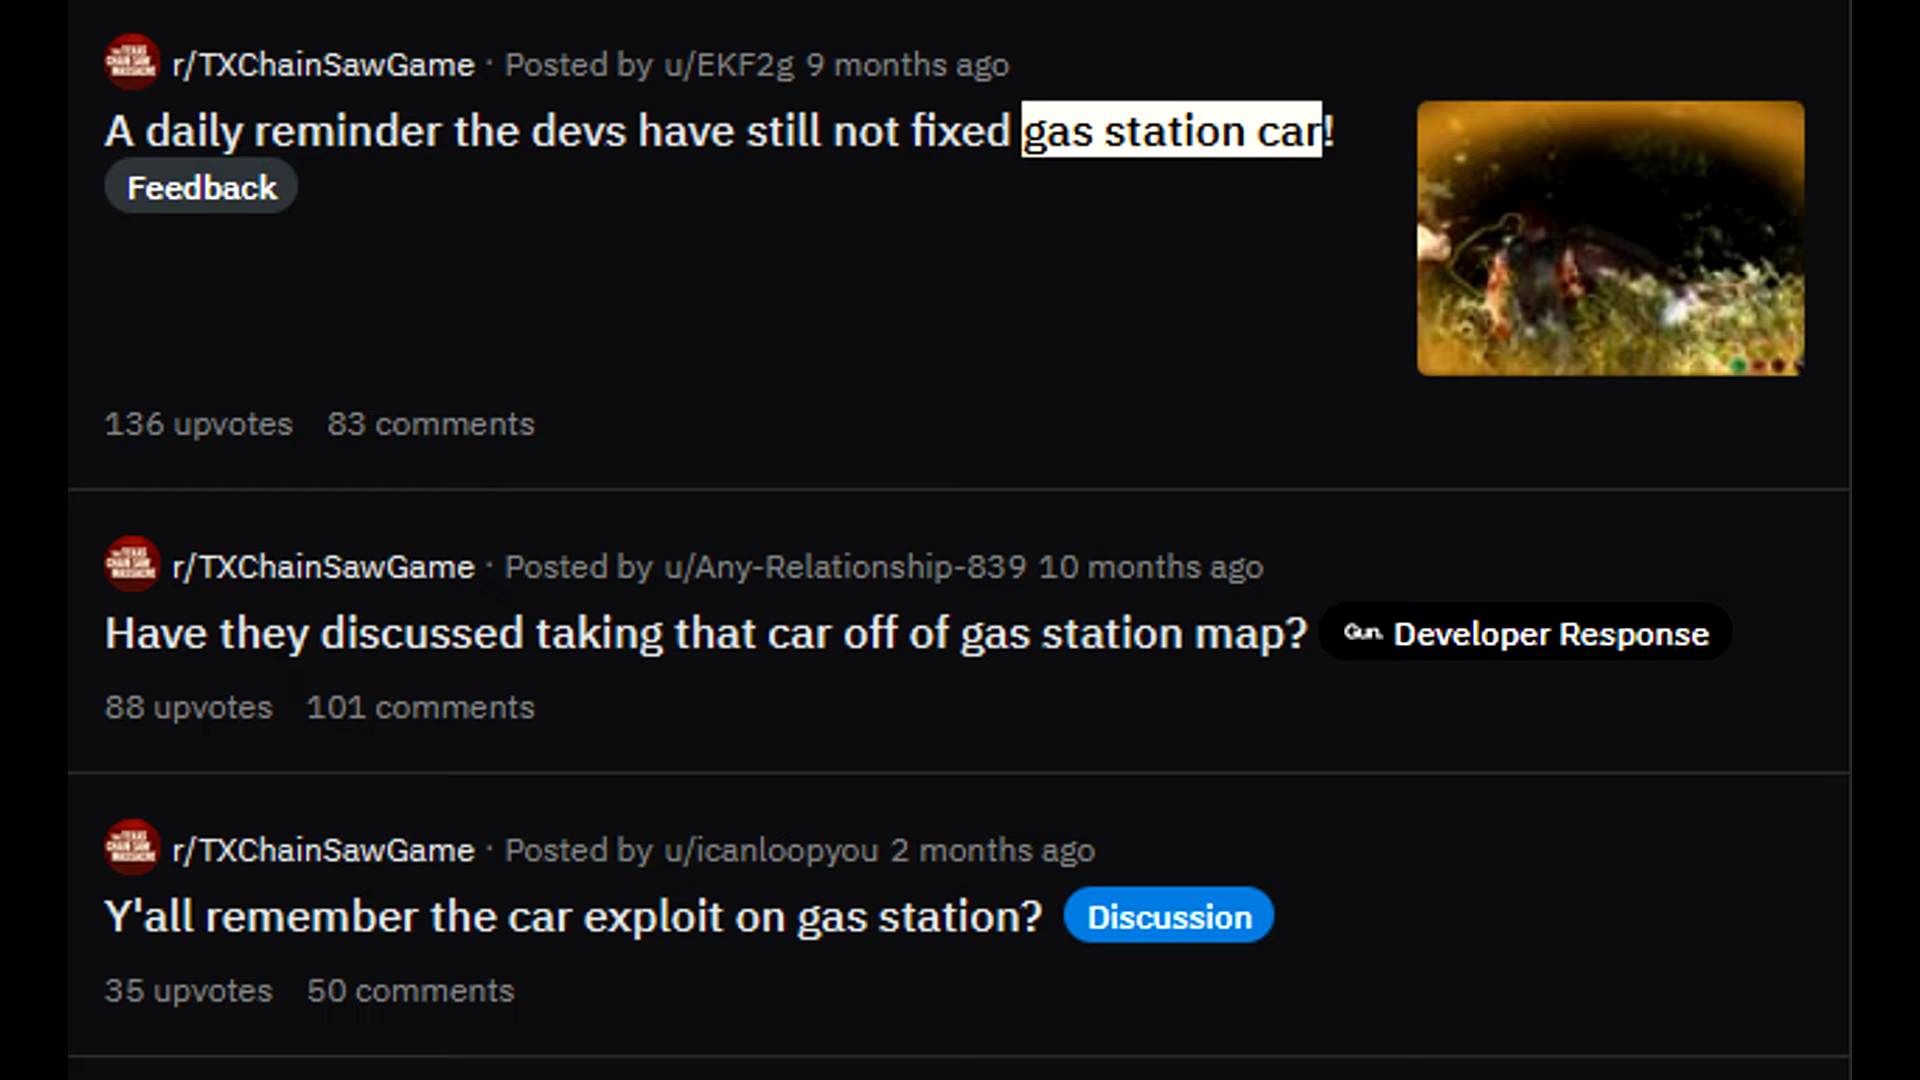 r/TXChainSawGame · Posted by u/EKF2g 9 months ago
A daily reminder the devs have still not fixed gas station car!
Feedback
136 upvotes 83 comments
r/TXChainSawGame · Posted by u/Any-Relationship-839 10 months ago
Have they discussed taking that car off of gas station map? Gun. Developer Response
88 upvotes 101 comments
r/TXChainSawGame · Posted by u/icanloopyou 2 months ago
Y'all remember the car exploit on gas station? Discussion
35 upvotes 50 comments